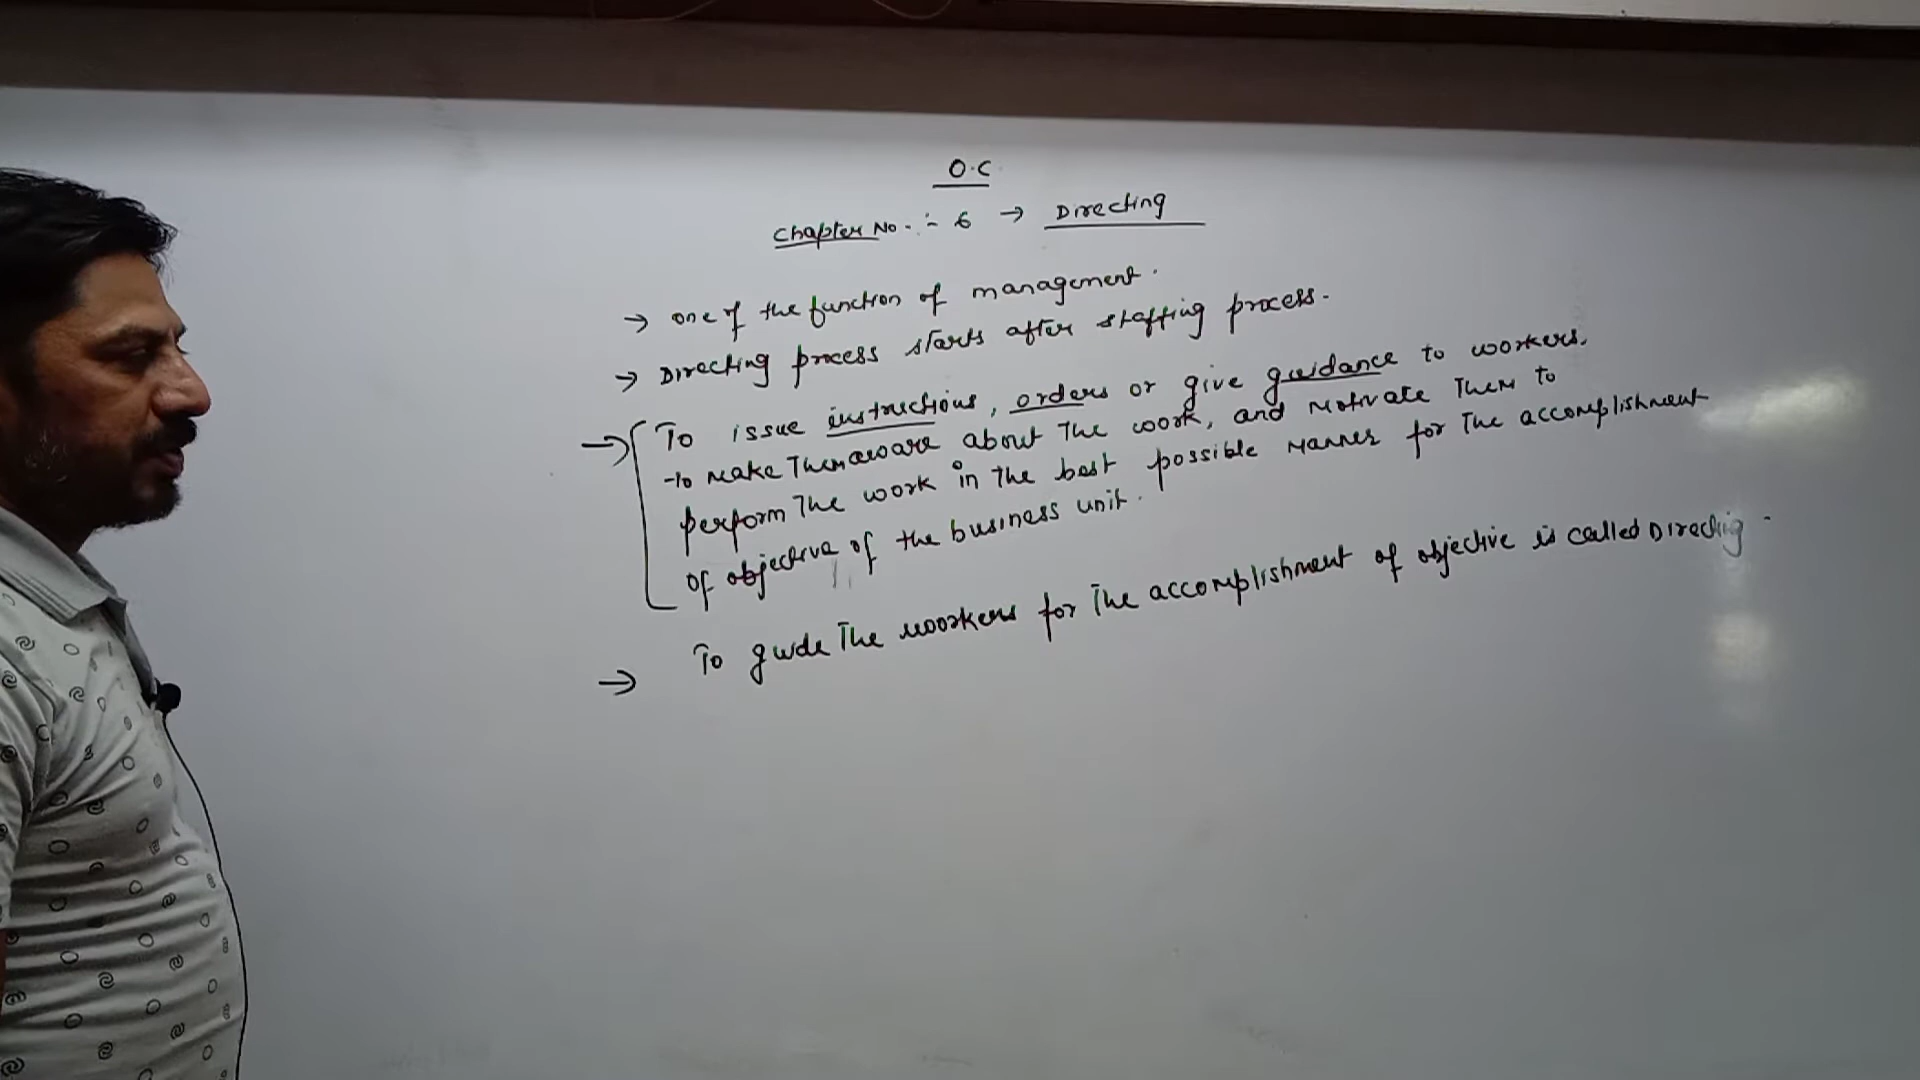 O.C
Chapter No. :- 6 → Directing
→ one of the function of management.
→ Directing process starts after staffing process.
→ To issue instructions, orders or give guidance to workers.
to make them aware about the work, and motivate them to
perform the work in the best possible manner for the accomplishment
of objective of the business unit.
→ To guide the workers for the accomplishment of objective is called Directing.